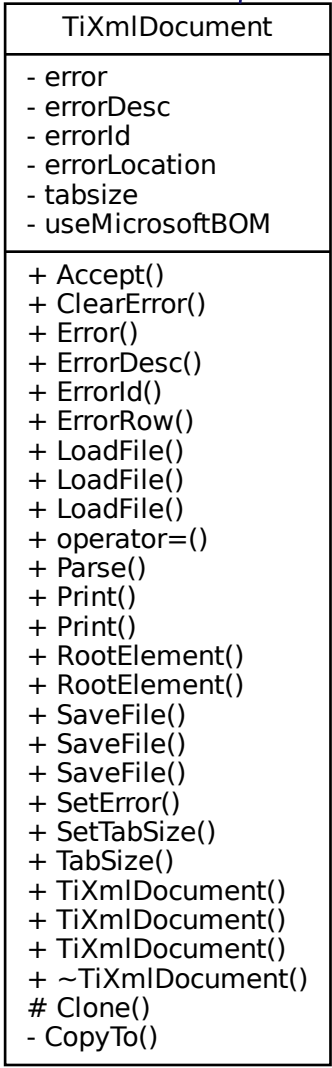 TiXmlDocument
- error
- errorDesc
- errorId
- errorLocation
- tabsize
- useMicrosoftBOM
+ Accept()
+ ClearError()
+ Error()
+ ErrorDesc()
+ ErrorId()
+ ErrorRow()
+ LoadFile()
+ LoadFile()
+ LoadFile()
+ operator=()
+ Parse()
+ Print()
+ Print()
+ RootElement()
+ RootElement()
+ SaveFile()
+ SaveFile()
+ SaveFile()
+ SetError()
+ SetTabSize()
+ TabSize()
+ TiXmlDocument()
+ TiXmlDocument()
+ TiXmlDocument()
+ ~TiXmlDocument()
# Clone()
- CopyTo()